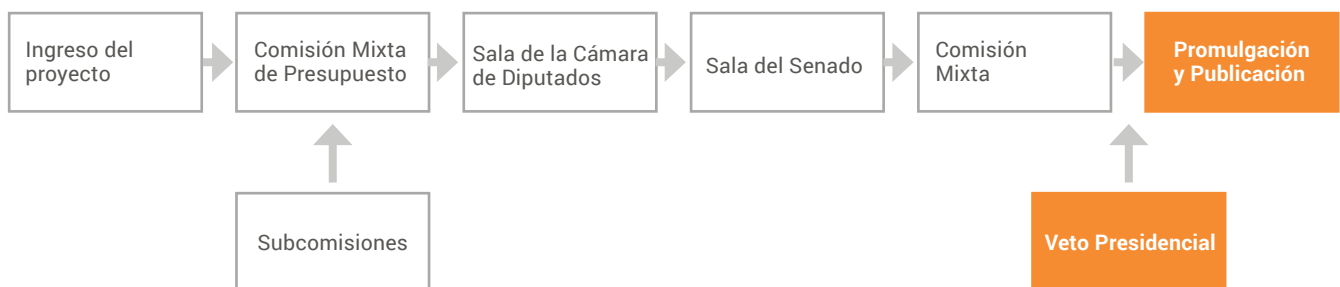 Ingreso del
proyecto
Comisión Mixta
de Presupuesto
Sala de la Cámara
de Diputados
Sala del Senado
Comisión
Mixta
Promulgación
y Publicación
Subcomisiones
Veto Presidencial